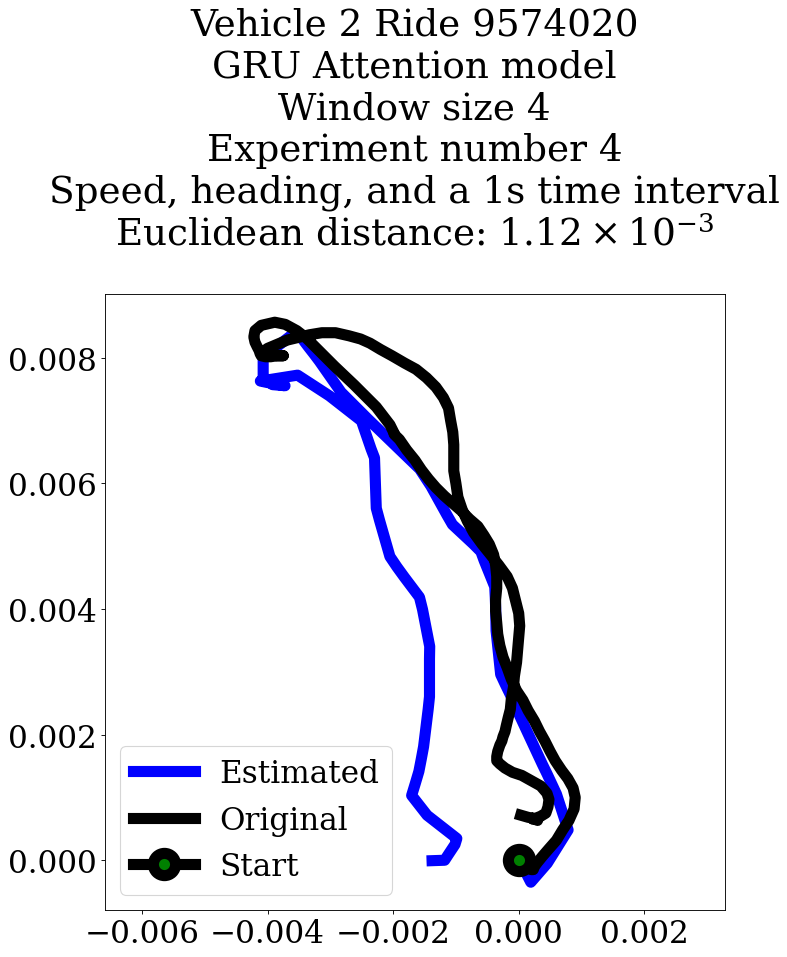 Vehicle 2 Ride 9574020
GRU Attention model
Window size 4
Experiment number 4
Speed, heading, and a 1s time interval
Euclidean distance: 1.12 × 10⁻³
0.008
0.006
0.004
0.002
0.000
Estimated
Original
Start
−0.006 −0.004 −0.002 0.000 0.002